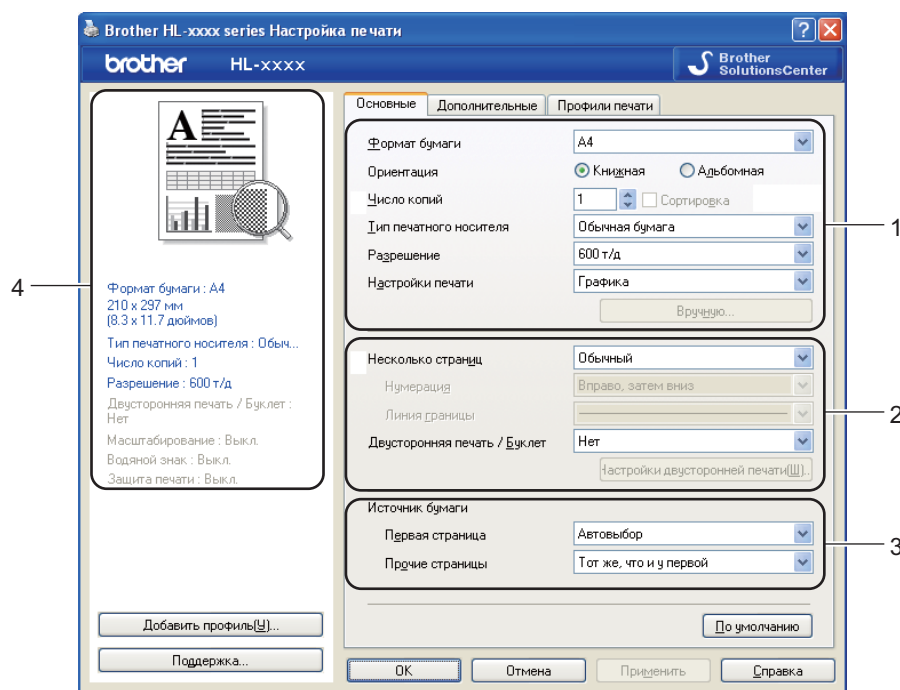 Brother HL-xxxx series Настройка печати
brother HL-xxxx
Brother
SolutionsCenter
A
Формат бумаги : A4
210 x 297 мм
(8.3 x 11.7 дюймов)
Тип печатного носителя : Обыч...
Число копий : 1
Разрешение : 600 т/д
Двусторонняя печать / Буклет :
Нет
Масштабирование : Выкл.
Водяной знак : Выкл.
Защита печати : Выкл.
4
Добавить профиль(У)...
Поддержка...
Основные Дополнительные Профили печати
Формат бумаги A4
Ориентация Книжная Альбомная
Число копий 1 Сортировка
Тип печатного носителя Обычная бумага
Разрешение 600 т/д
Настройки печати Графика
Вручную...
1
Несколько страниц Обычный
Нумерация Вправо, затем вниз
Линия границы
Двусторонняя печать / Буклет Нет
Настройки двусторонней печати(Ш)...
2
Источник бумаги
Первая страница Автовыбор
Прочие страницы Тот же, что и у первой
3
По умолчанию
OK Отмена Применить Справка